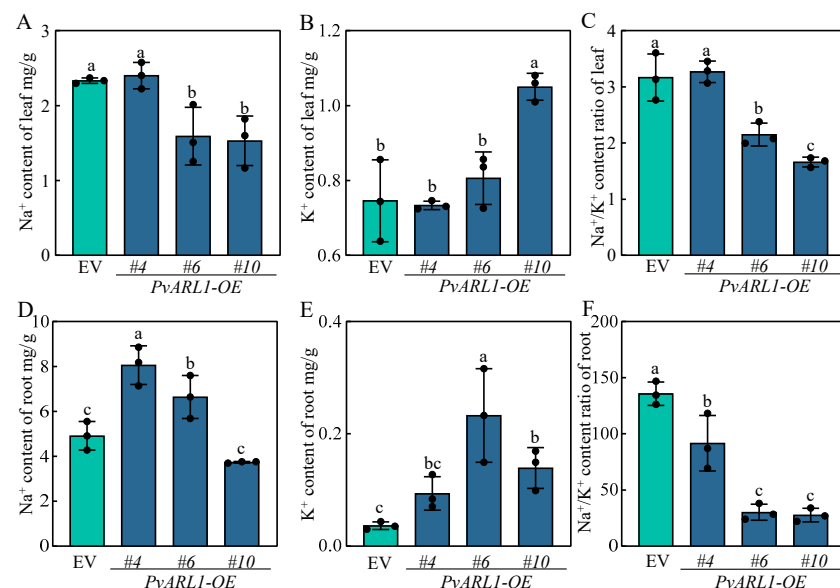 A
Na⁺ content of leaf mg/g
3
2
1
0
a
a
b
b
EV
#4
#6
#10
PvARL1-OE
B
K⁺ content of leaf mg/g
1.2
1.0
0.8
0.6
b
b
b
a
EV
#4
#6
#10
PvARL1-OE
C
Na⁺/K⁺ content ratio of leaf
4
3
2
1
0
a
a
b
c
EV
#4
#6
#10
PvARL1-OE
D
Na⁺ content of root mg/g
10
8
6
4
2
0
c
a
b
c
EV
#4
#6
#10
PvARL1-OE
E
K⁺ content of root mg/g
0.4
0.2
0.0
c
bc
a
b
EV
#4
#6
#10
PvARL1-OE
F
Na⁺/K⁺ content ratio of root
200
150
100
50
0
a
b
c
c
EV
#4
#6
#10
PvARL1-OE